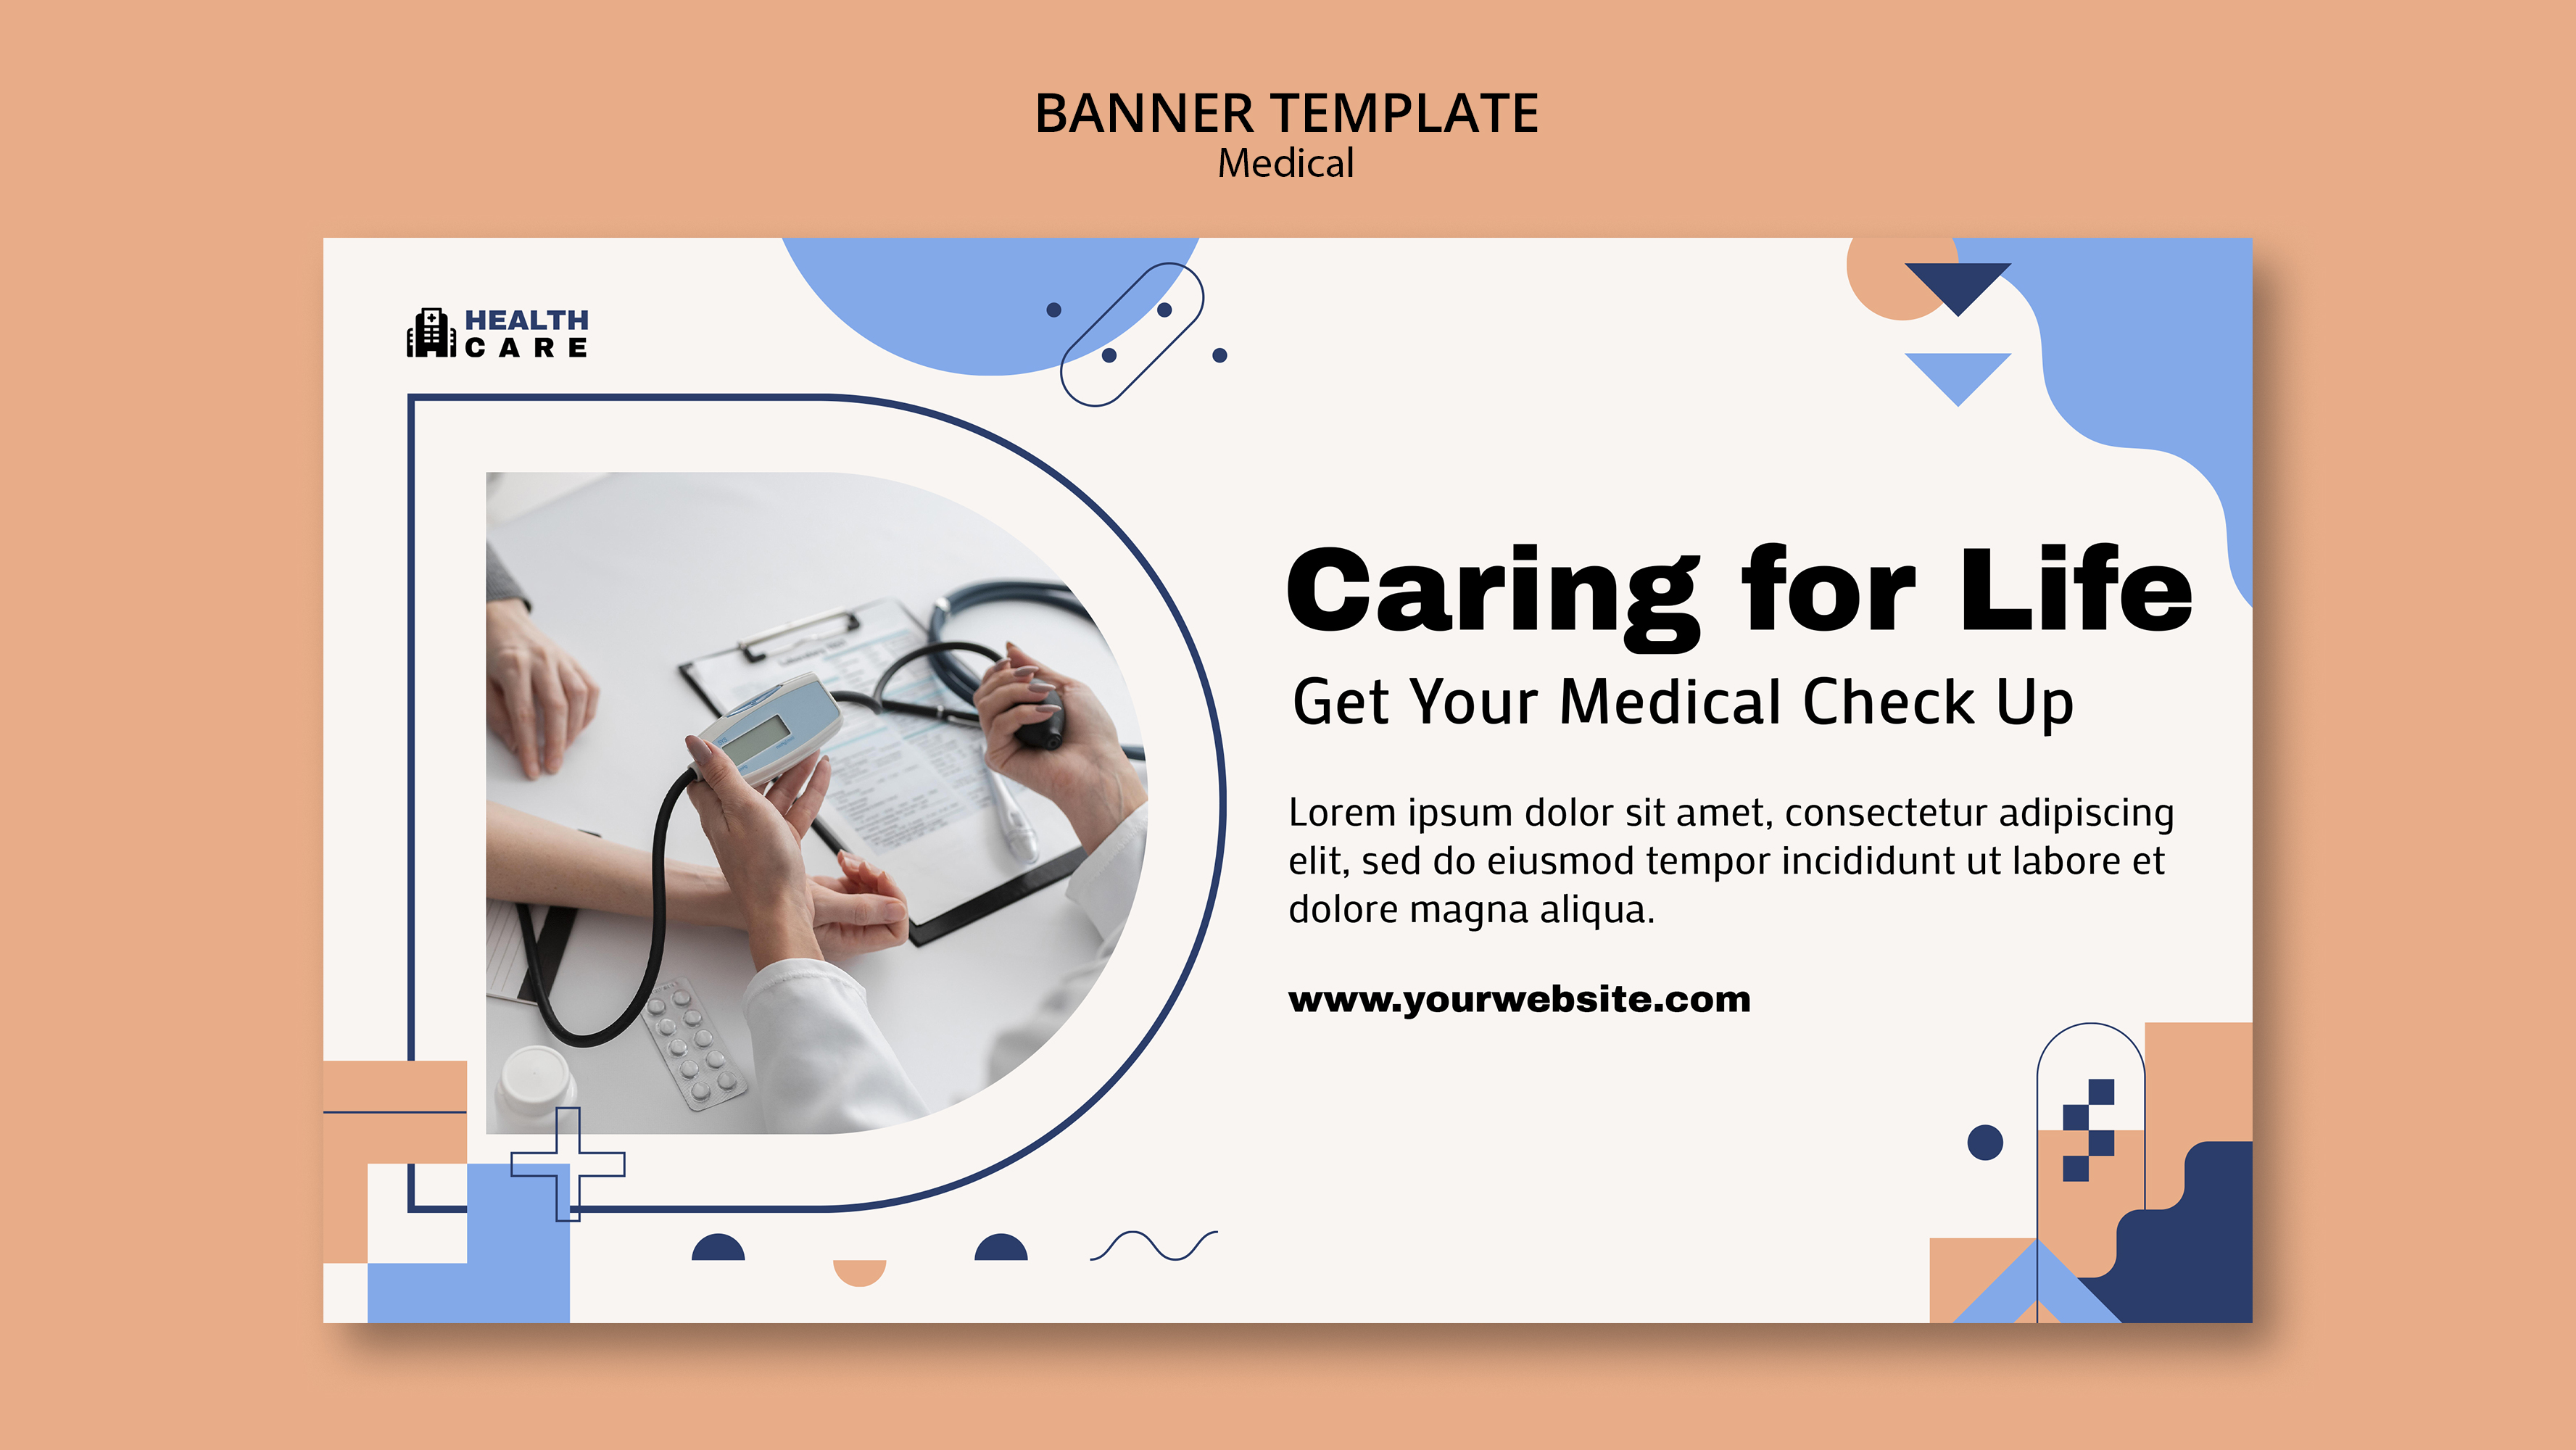 BANNER TEMPLATE
Medical
HEALTH
CARE
Caring for Life
Get Your Medical Check Up
Lorem ipsum dolor sit amet, consectetur adipiscing
elit, sed do eiusmod tempor incididunt ut labore et
dolore magna aliqua.
www.yourwebsite.com